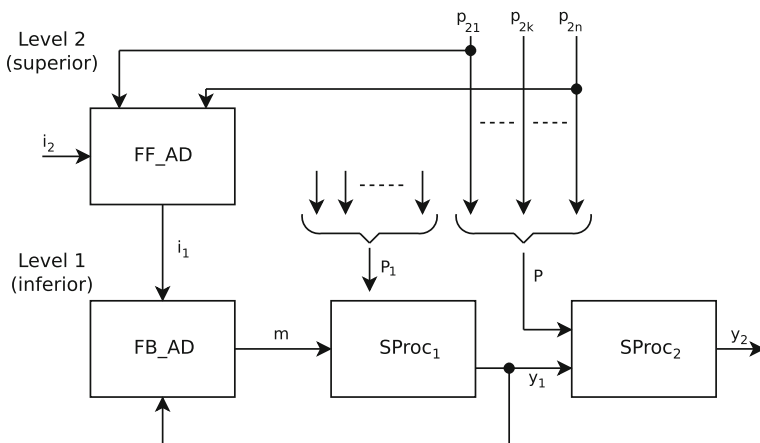 Level 2
(superior)
p₂₁
p₂ₖ
p₂ₙ
i₂
FF_AD
i₁
P₁
P
Level 1
(inferior)
FB_AD
m
SProc₁
y₁
SProc₂
y₂